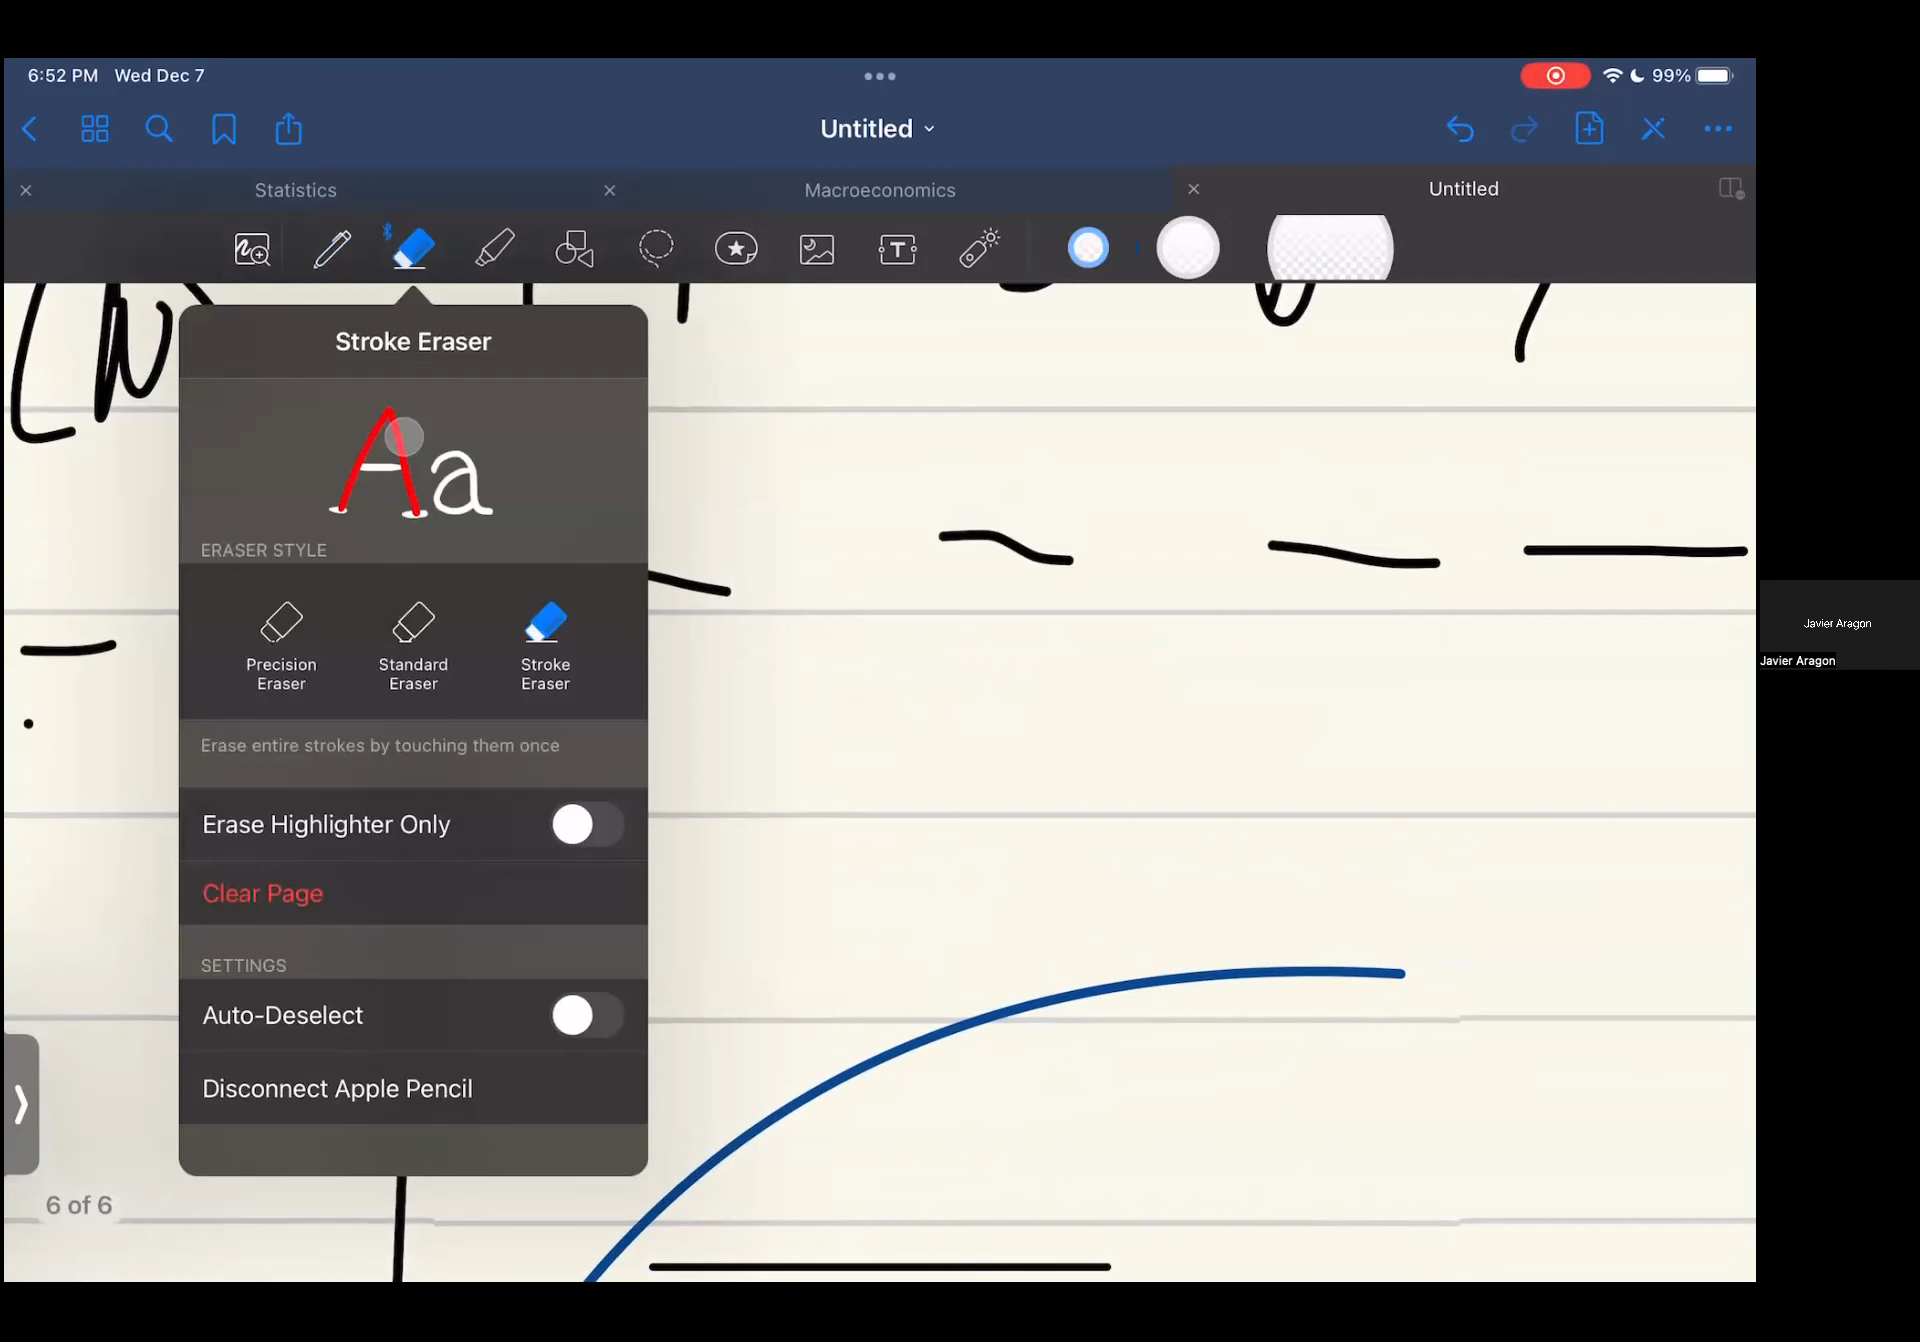 6:52 PM Wed Dec 7
99%
Untitled
Statistics
Macroeconomics
Untitled
T
Stroke Eraser
Aa
ERASER STYLE
Precision Eraser
Standard Eraser
Stroke Eraser
Erase entire strokes by touching them once
Erase Highlighter Only
Clear Page
SETTINGS
Auto-Deselect
Disconnect Apple Pencil
6 of 6
Javier Aragon
Javier Aragon